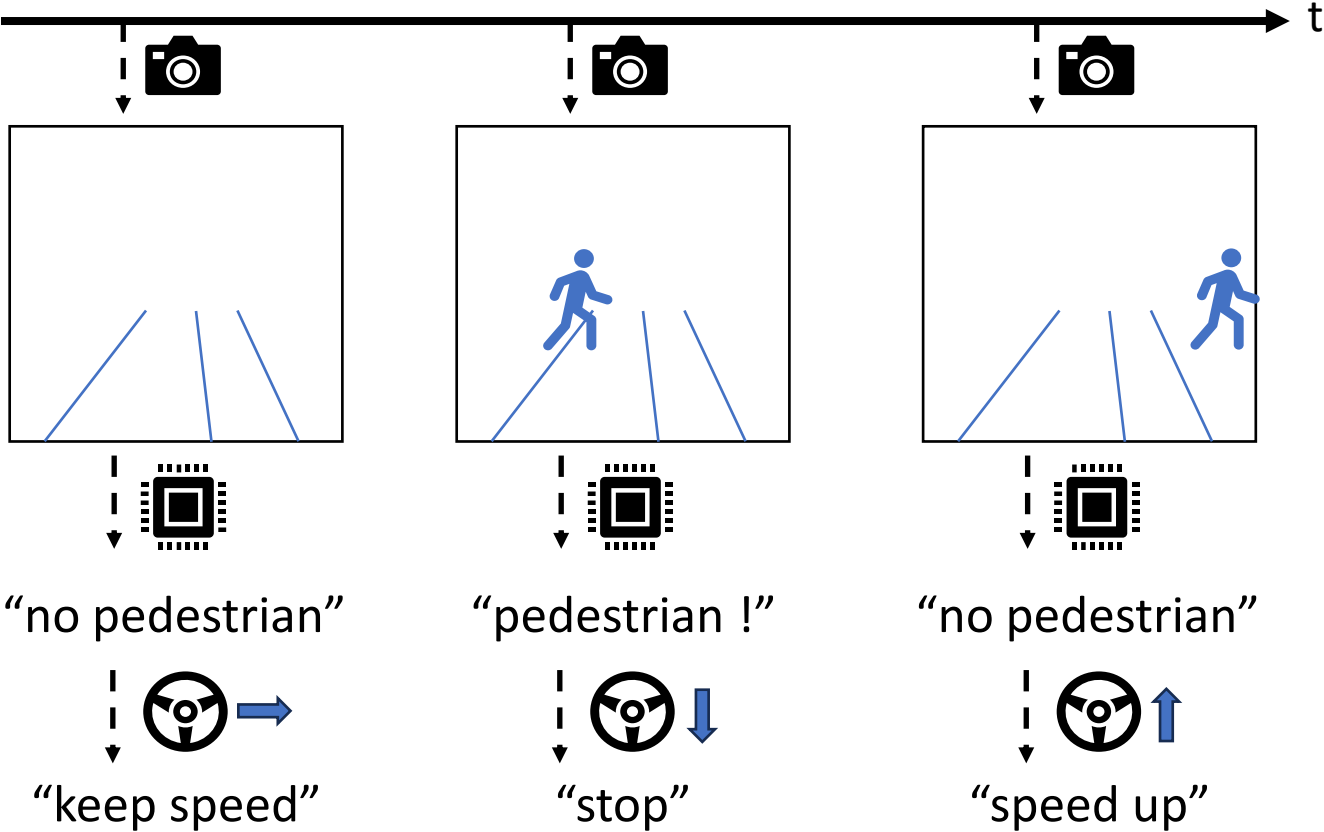 t
“no pedestrian” “pedestrian !” “no pedestrian”
“keep speed” “stop” “speed up”